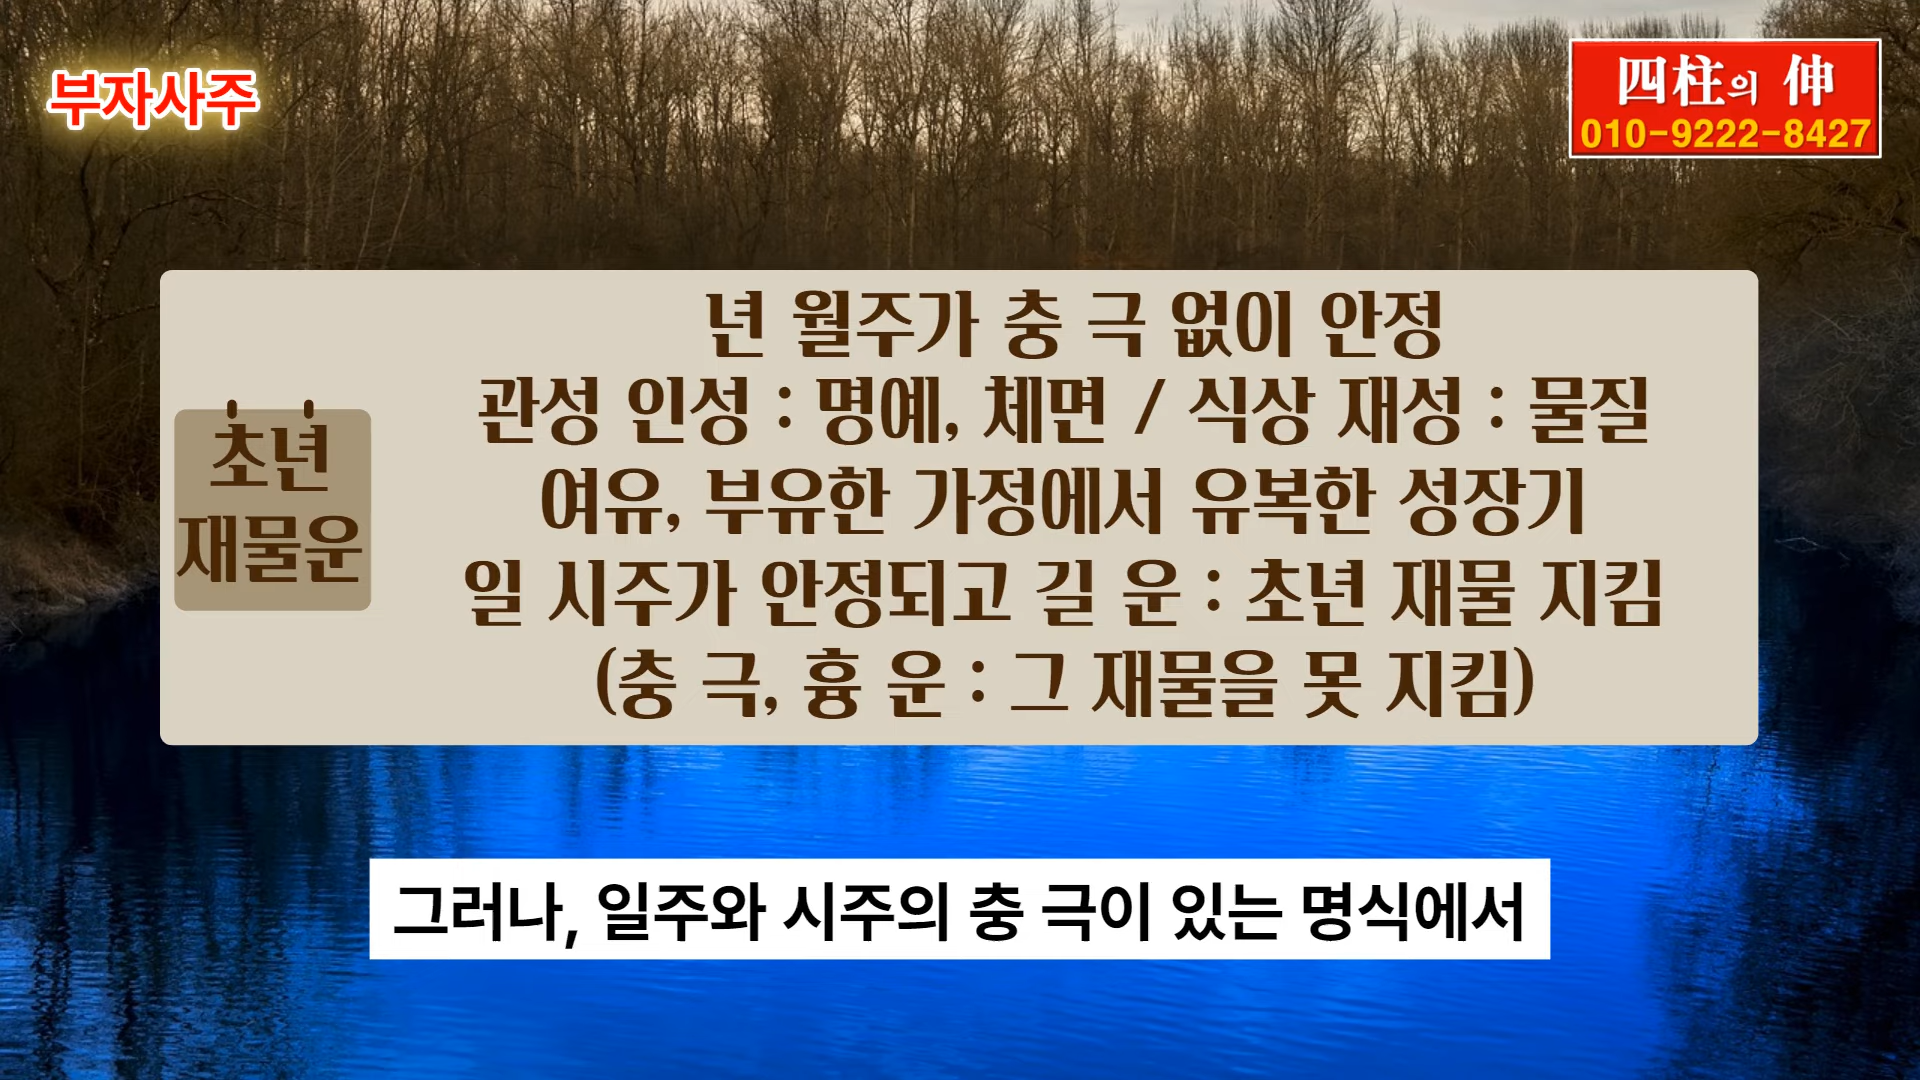 부자사주
四柱의 伸
010-9222-8427
초년
재물운
년 월주가 충 극 없이 안정
관성 인성 : 명예, 체면 / 식상 재성 : 물질
여유, 부유한 가정에서 유복한 성장기
일 시주가 안정되고 길 운 : 초년 재물 지킴
(충 극, 흉 운 : 그 재물을 못 지킴)
그러나, 일주와 시주의 충 극이 있는 명식에서